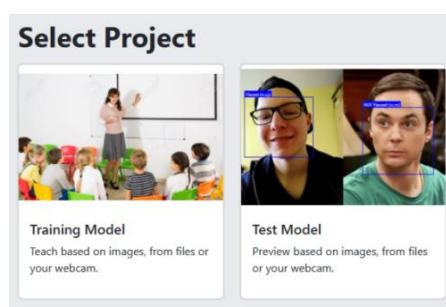 Select Project
Training Model
Teach based on images, from files or
your webcam.
Test Model
Preview based on images, from files
or your webcam.